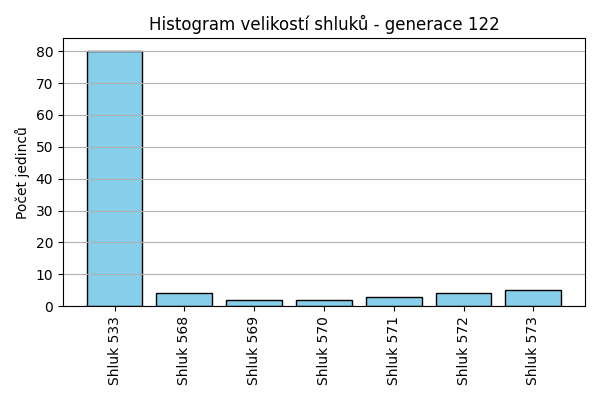 Histogram velikostí shluků - generace 122
Počet jedinců
80
70
60
50
40
30
20
10
0
Shluk 533
Shluk 568
Shluk 569
Shluk 570
Shluk 571
Shluk 572
Shluk 573